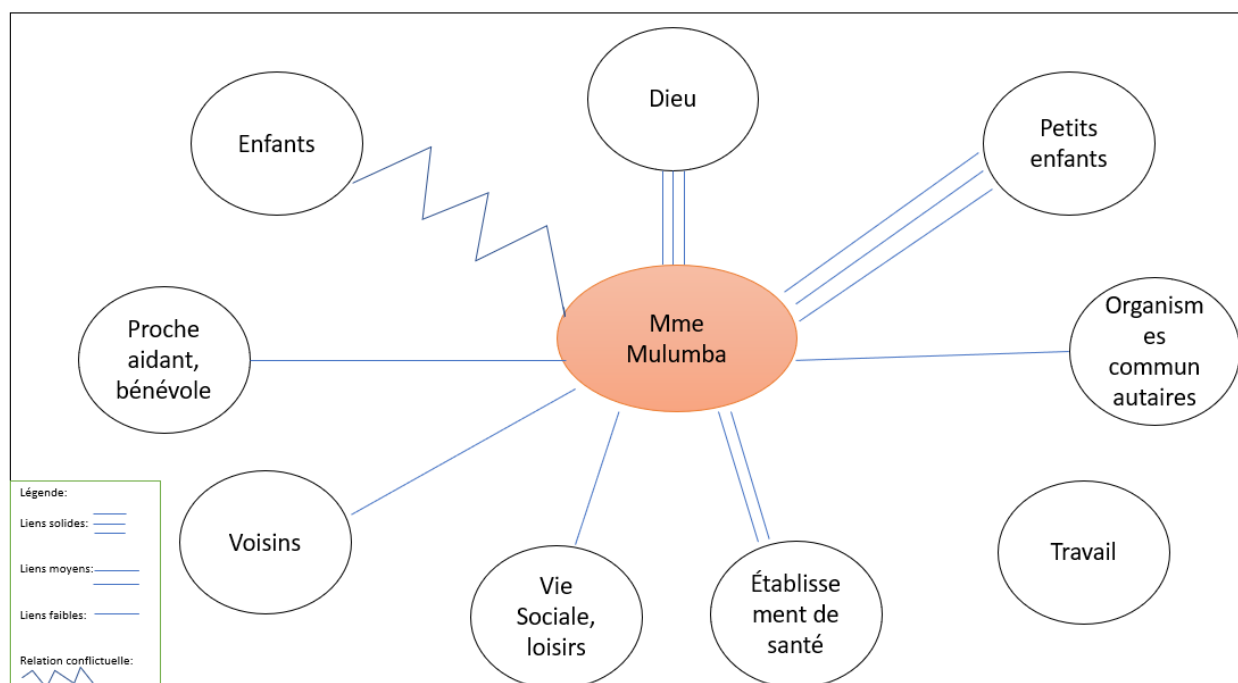 Dieu
Enfants
Petits
enfants
Mme
Mulumba
Proche
aidant,
bénévole
Organism
es
commun
autaires
Voisins
Vie
Sociale,
loisirs
Établisse
ment de
santé
Travail
Légende:
Liens solides:
Liens moyens:
Liens faibles:
Relation conflictuelle: